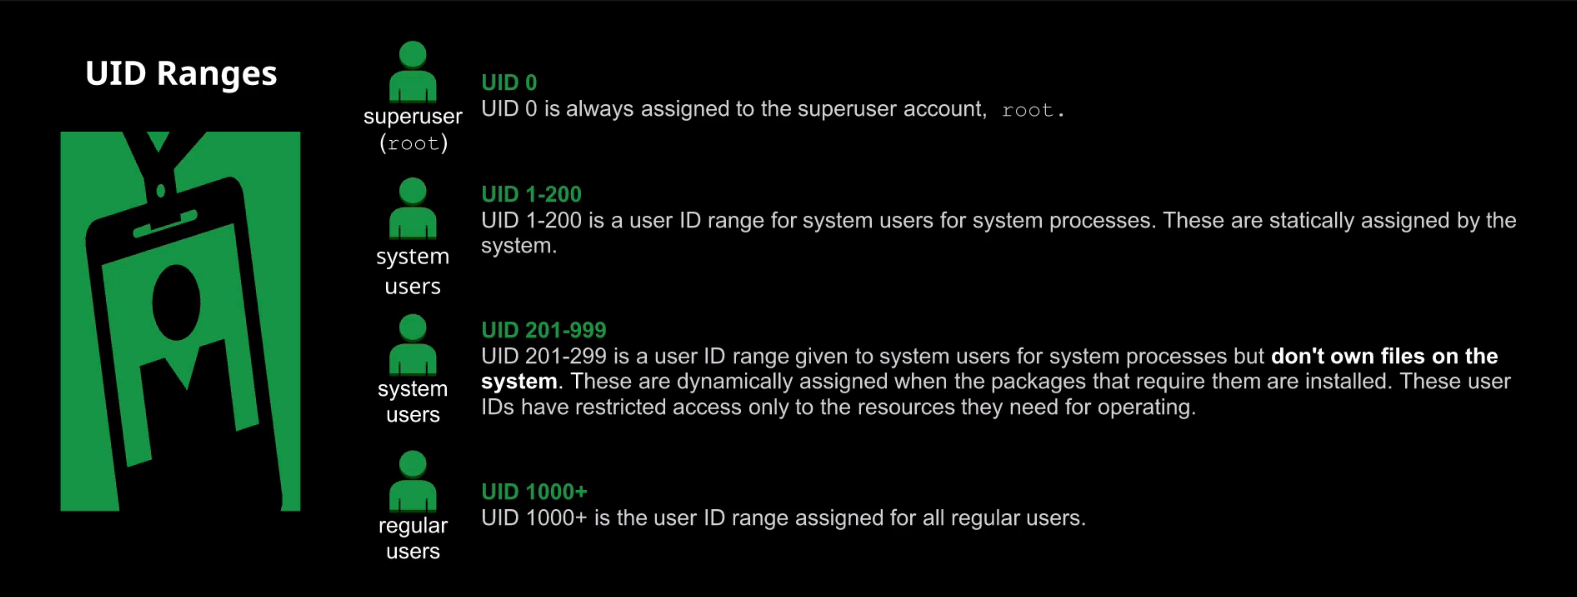 UID Ranges
superuser
(root)
UID 0
UID 0 is always assigned to the superuser account, root.
system
users
UID 1-200
UID 1-200 is a user ID range for system users for system processes. These are statically assigned by the
system.
system
users
UID 201-999
UID 201-299 is a user ID range given to system users for system processes but don't own files on the
system. These are dynamically assigned when the packages that require them are installed. These user
IDs have restricted access only to the resources they need for operating.
regular
users
UID 1000+
UID 1000+ is the user ID range assigned for all regular users.